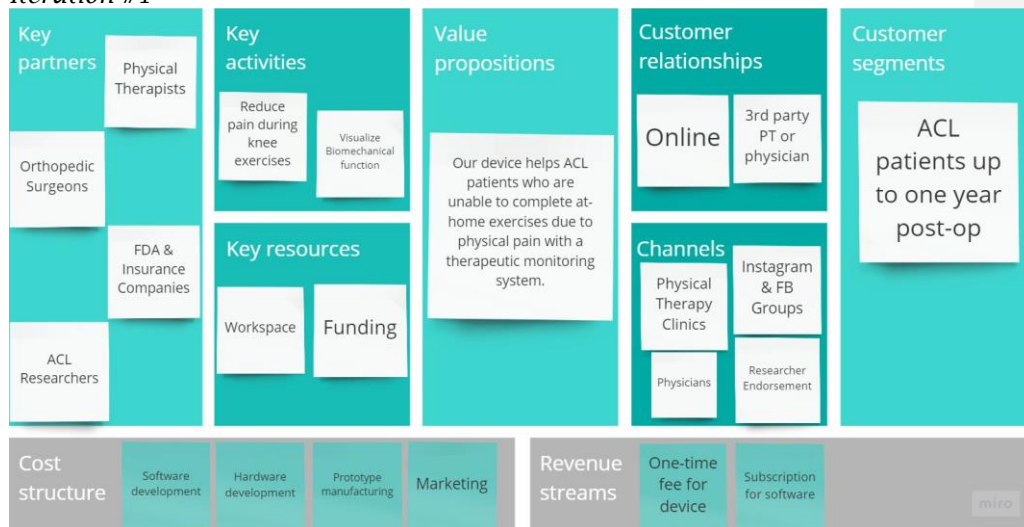 Iteration #1
Key
partners
Physical
Therapists
Orthopedic
Surgeons
FDA &
Insurance
Companies
ACL
Researchers
Key
activities
Reduce
pain during
knee
exercises
Visualize
Biomechanical
function
Key resources
Workspace
Funding
Value
propositions
Our device helps ACL
patients who are
unable to complete at-
home exercises due to
physical pain with a
therapeutic monitoring
system.
Customer
relationships
Online
3rd party
PT or
physician
Channels
Physical
Therapy
Clinics
Instagram
& FB
Groups
Physicians
Researcher
Endorsement
Customer
segments
ACL
patients up
to one year
post-op
Cost
structure
Software
development
Hardware
development
Prototype
manufacturing
Marketing
Revenue
streams
One-time
fee for
device
Subscription
for software
miro